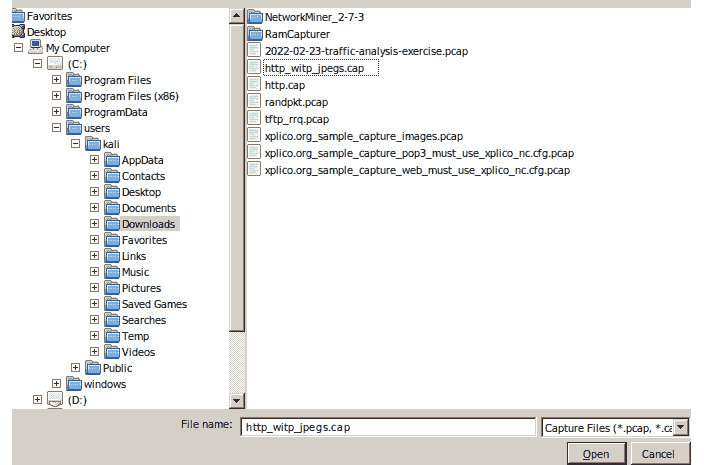 Favorites
Desktop
My Computer
(C:)
Program Files
Program Files (x86)
ProgramData
users
kali
AppData
Contacts
Desktop
Documents
Downloads
Favorites
Links
Music
Pictures
Saved Games
Searches
Temp
Videos
Public
windows
(D:)
NetworkMiner_2-7-3
RamCapturer
2022-02-23-traffic-analysis-exercise.pcap
http_witp_jpegs.cap
http.cap
randpkt.pcap
tftp_rrq.pcap
xplico.org_sample_capture_images.pcap
xplico.org_sample_capture_pop3_must_use_xplico_nc.cfg.pcap
xplico.org_sample_capture_web_must_use_xplico_nc.cfg.pcap
File name: http_witp_jpegs.cap Capture Files (*.pcap, *.ca
Open Cancel